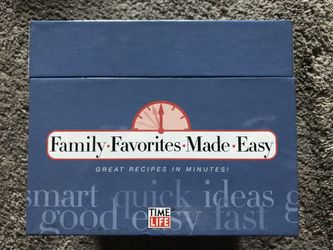 Family·Favorites·Made·Easy
GREAT RECIPES IN MINUTES!
smart quick ideas g
good easy fast
TIME
LIFE